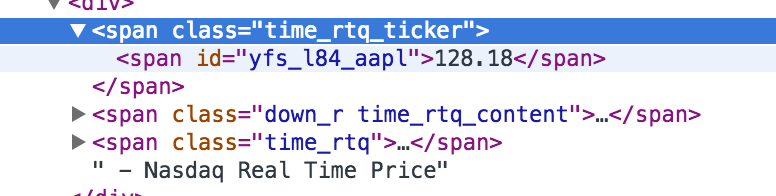 ▼<div>
▼<span class="time_rtq_ticker">
<span id="yfs_l84_aapl">128.18</span>
</span>
▶<span class="down_r time_rtq_content">…</span>
▶<span class="time_rtq">…</span>
" - Nasdaq Real Time Price"
</div>